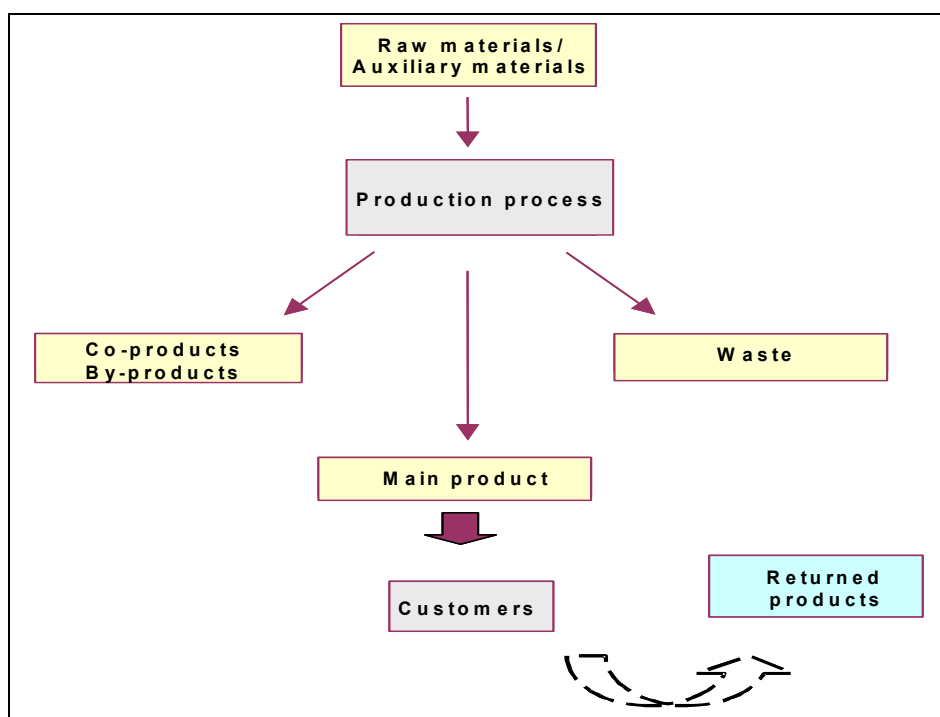 Raw materials/
Auxiliary materials
Production process
Co-products
By-products
Waste
Main product
Returned
products
Customers